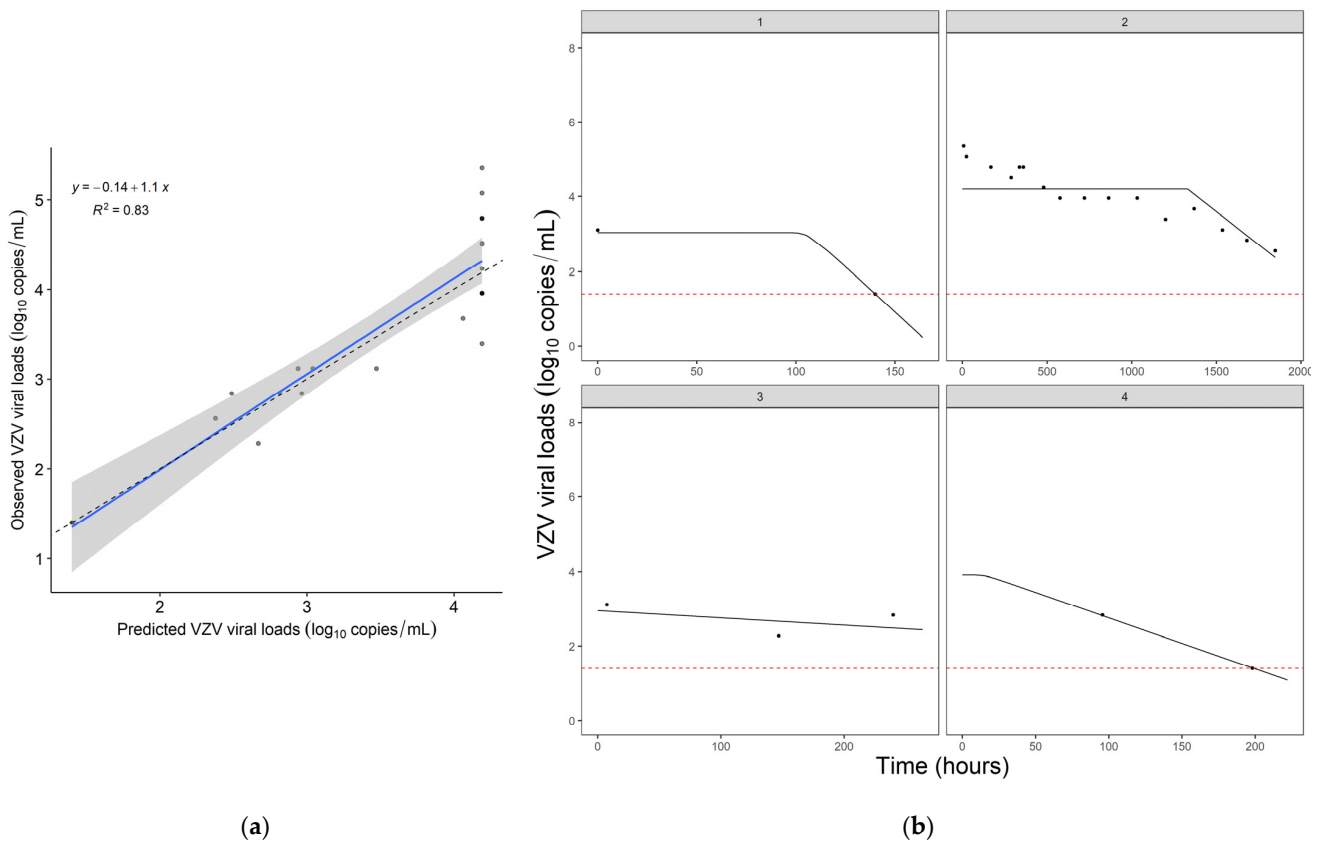 y = −0.14 + 1.1 x
R² = 0.83
Observed VZV viral loads (log₁₀ copies/mL)
5
4
3
2
1
2 3 4
Predicted VZV viral loads (log₁₀ copies/mL)
(a)
VZV viral loads (log₁₀ copies/mL)
1
8
6
4
2
0
0 50 100 150
2
0 500 1000 1500 2000
3
8
6
4
2
0
0 100 200
4
0 50 100 150 200
Time (hours)
(b)